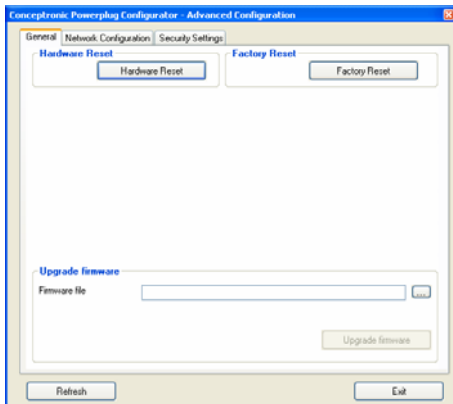 Conceptronic Powerplug Configurator - Advanced Configuration
General Network Configuration Security Settings
Hardware Reset Factory Reset
Hardware Reset Factory Reset
Upgrade firmware
Firmware file ...
Upgrade firmware
Refresh Exit